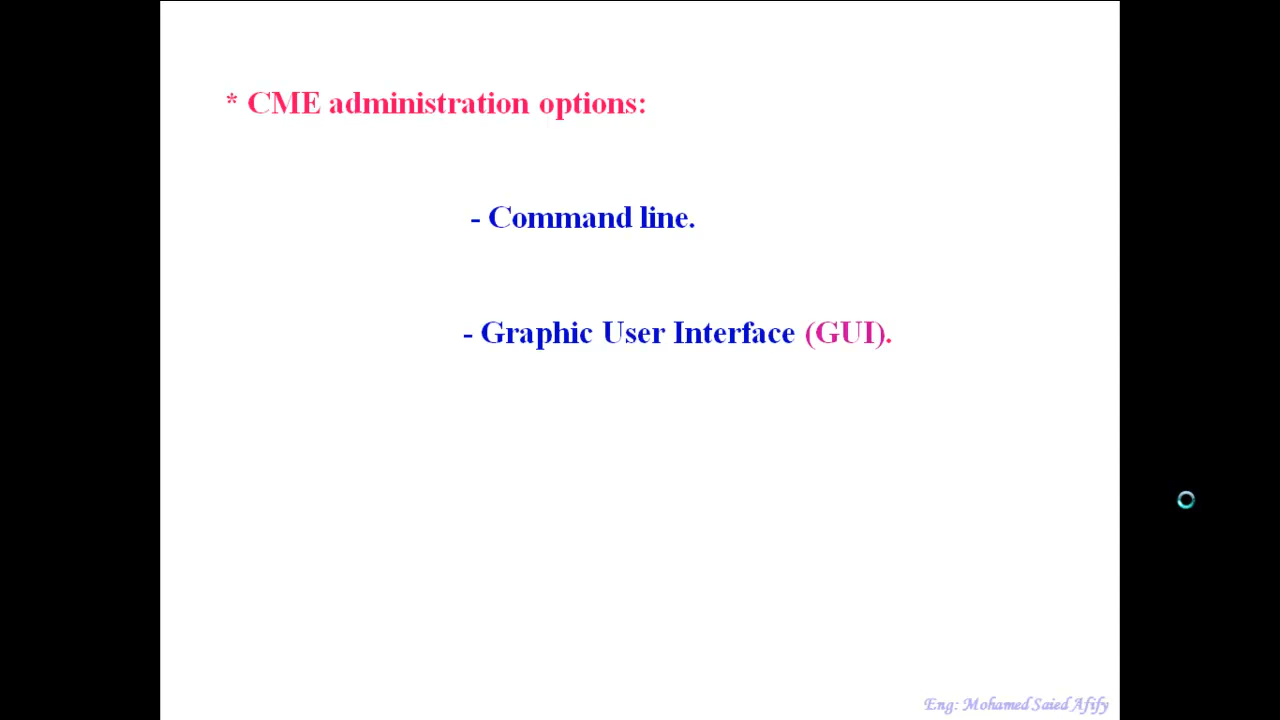 * CME administration options:
- Command line.
- Graphic User Interface (GUI).
Eng: Mohamed Saied Afify